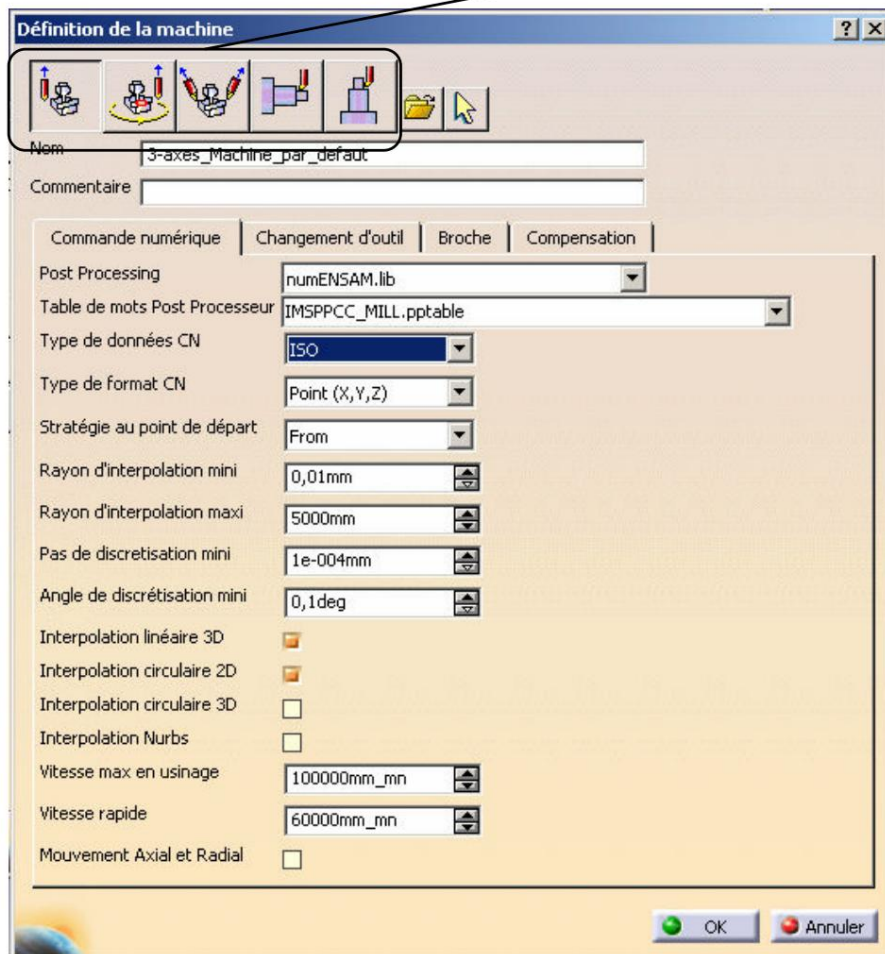 Définition de la machine
Nom 3-axes_Machine_par_defaut
Commentaire
Commande numérique Changement d'outil Broche Compensation
Post Processing numENSAM.lib
Table de mots Post Processeur IMSPPCC_MILL.pptable
Type de données CN ISO
Type de format CN Point (X,Y,Z)
Stratégie au point de départ From
Rayon d'interpolation mini 0,01mm
Rayon d'interpolation maxi 5000mm
Pas de discretisation mini 1e-004mm
Angle de discrétisation mini 0,1deg
Interpolation linéaire 3D
Interpolation circulaire 2D
Interpolation circulaire 3D
Interpolation Nurbs
Vitesse max en usinage 100000mm_mn
Vitesse rapide 60000mm_mn
Mouvement Axial et Radial
OK Annuler